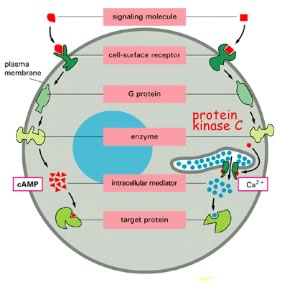 signaling molecule
cell-surface receptor
plasma
membrane
G protein
protein
kinase C
enzyme
cAMP
intracellular mediator
Ca2+
target protein